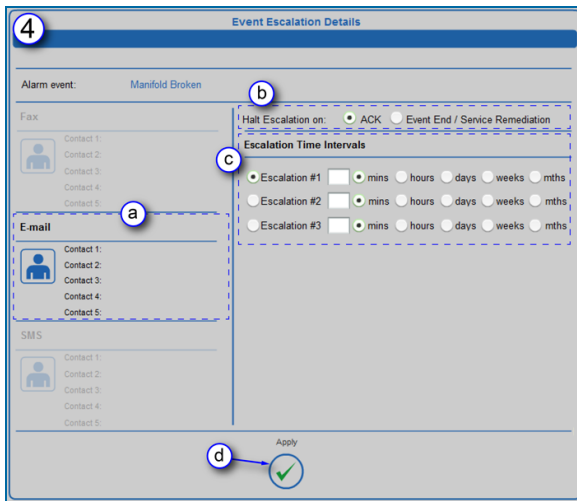 4
Event Escalation Details
Alarm event: Manifold Broken
b
Fax
Contact 1:
Contact 2:
Contact 3:
Contact 4:
Contact 5:
Halt Escalation on: ACK Event End / Service Remediation
c
Escalation Time Intervals
Escalation #1 mins hours days weeks mths
Escalation #2 mins hours days weeks mths
Escalation #3 mins hours days weeks mths
a
E-mail
Contact 1:
Contact 2:
Contact 3:
Contact 4:
Contact 5:
SMS
Contact 1:
Contact 2:
Contact 3:
Contact 4:
Contact 5:
Apply
d